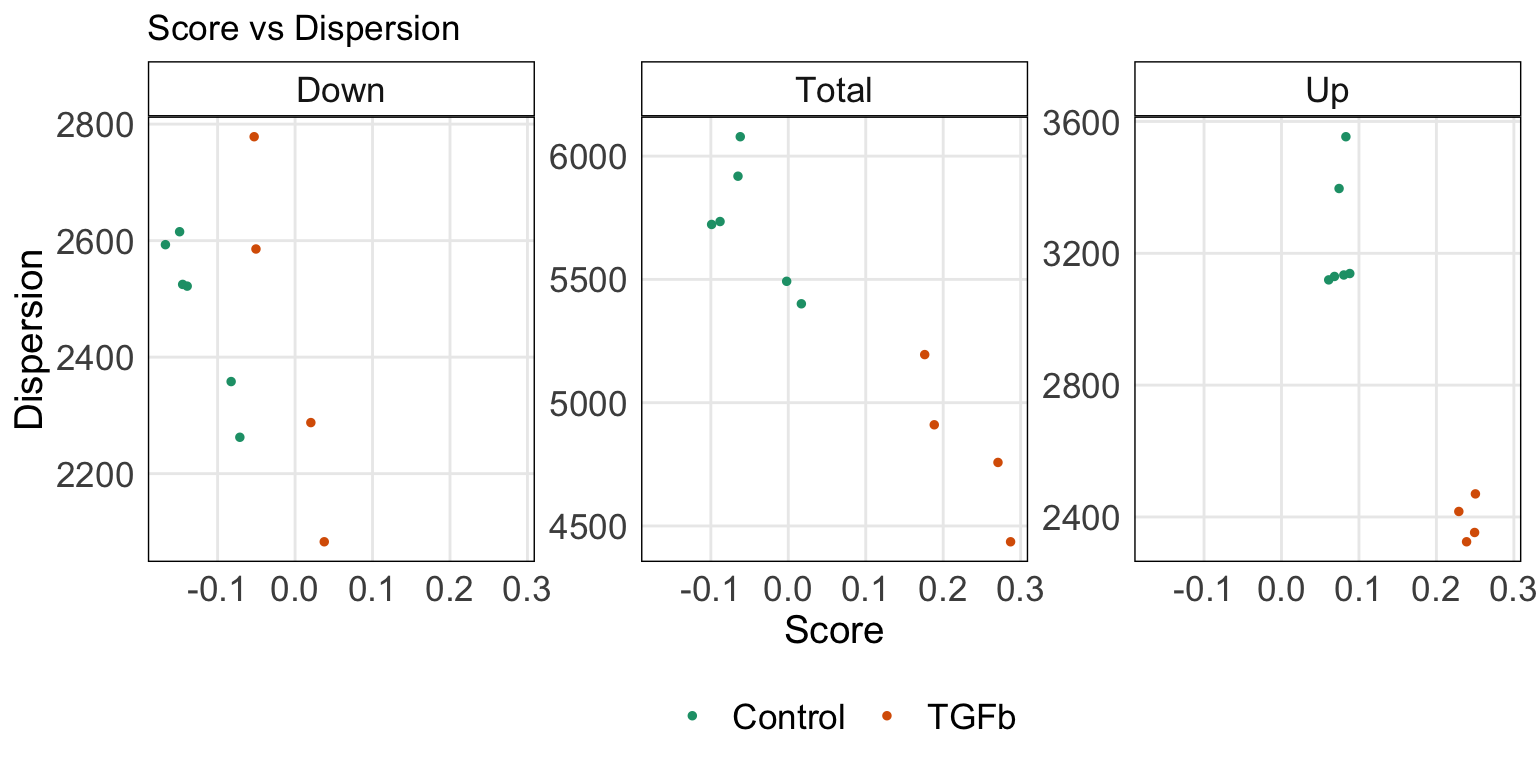 Score vs Dispersion
Down Total Up
2800
2600
2400
2200
6000
5500
5000
4500
3600
3200
2800
2400
Dispersion
-0.1 0.0 0.1 0.2 0.3
-0.1 0.0 0.1 0.2 0.3
-0.1 0.0 0.1 0.2 0.3
Score
Control TGFb